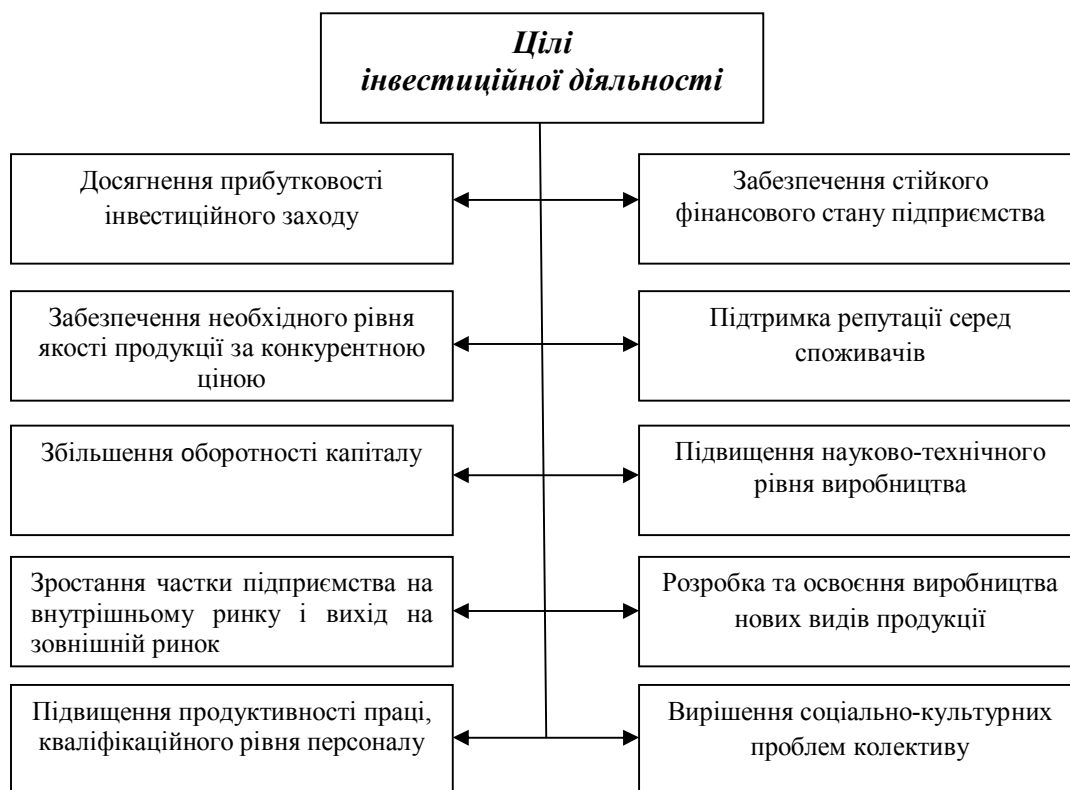 Цілі
інвестиційної діяльності
Досягнення прибутковості
інвестиційного заходу
Забезпечення стійкого
фінансового стану підприємства
Забезпечення необхідного рівня
якості продукції за конкурентною
ціною
Підтримка репутації серед
споживачів
Збільшення оборотності капіталу
Підвищення науково-технічного
рівня виробництва
Зростання частки підприємства на
внутрішньому ринку і вихід на
зовнішній ринок
Розробка та освоєння виробництва
нових видів продукції
Підвищення продуктивності праці,
кваліфікаційного рівня персоналу
Вирішення соціально-культурних
проблем колективу